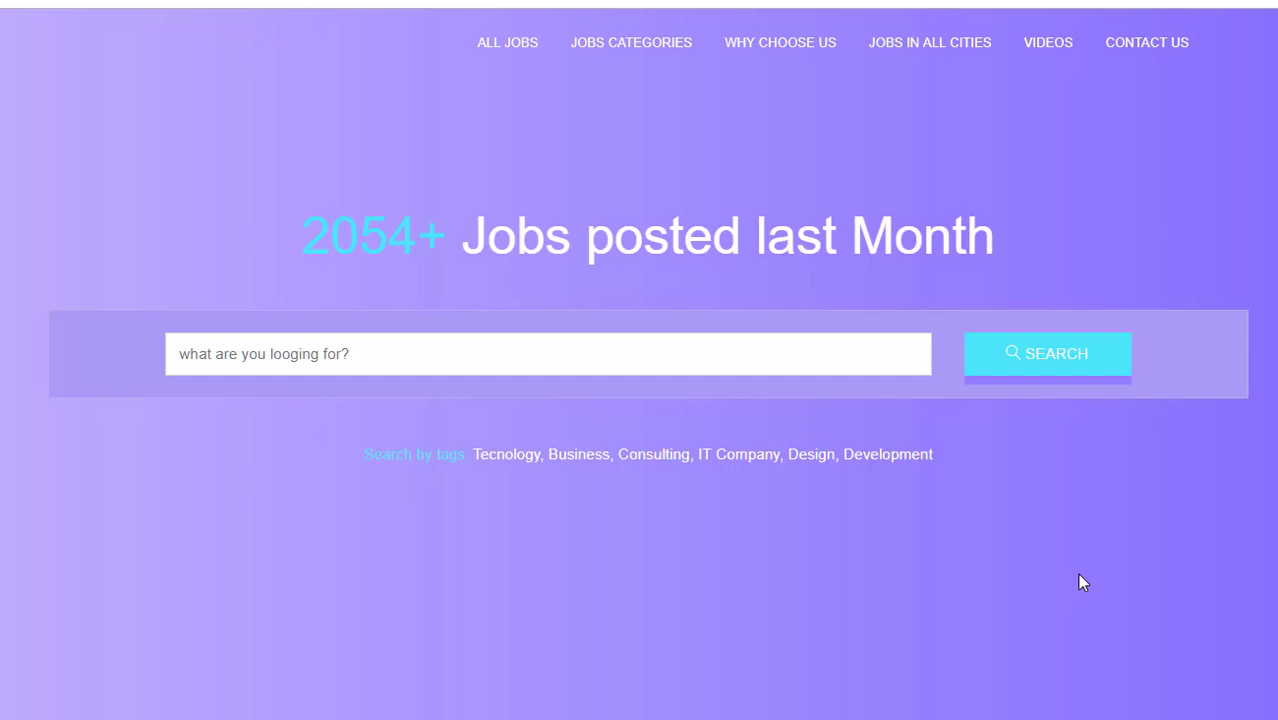 ALL JOBS JOBS CATEGORIES WHY CHOOSE US JOBS IN ALL CITIES VIDEOS CONTACT US
2054+ Jobs posted last Month
what are you looging for? SEARCH
Search by tags: Tecnology, Business, Consulting, IT Company, Design, Development